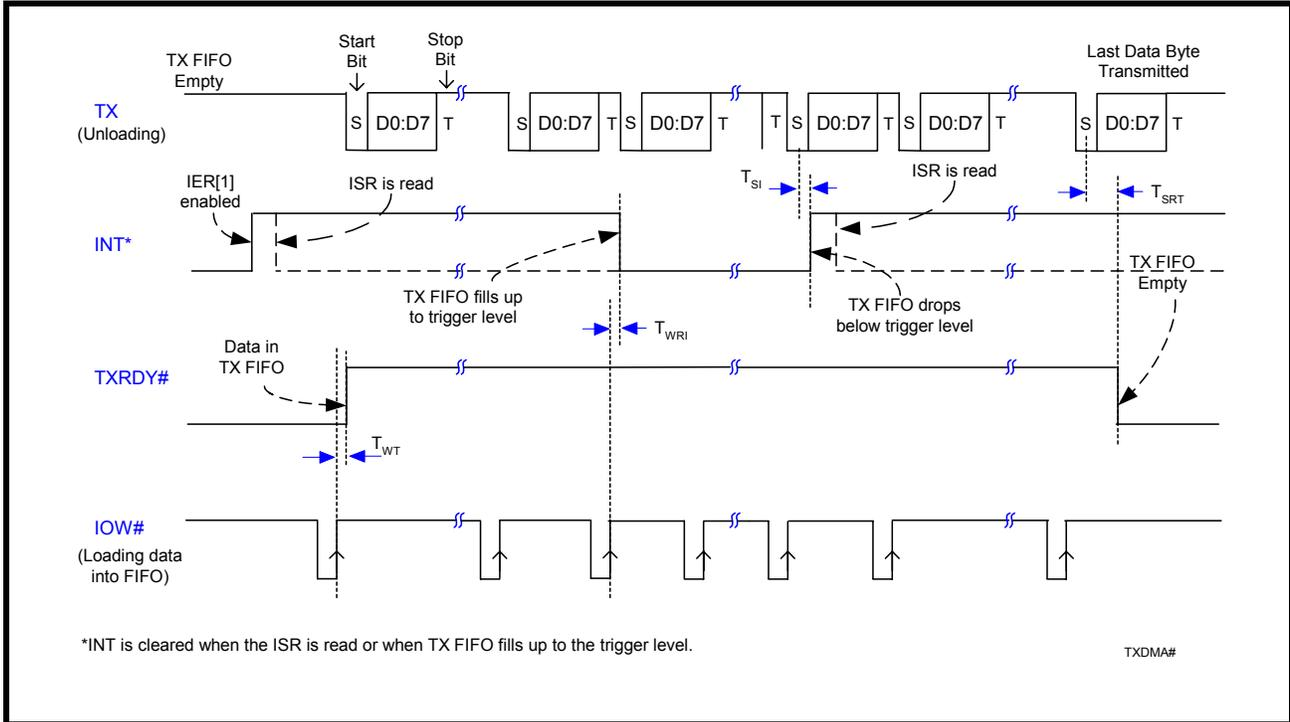 TX FIFO
Empty
Start
Bit
Stop
Bit
Last Data Byte
Transmitted
TX
(Unloading)
S D0:D7 T S D0:D7 T S D0:D7 T T S D0:D7 T S D0:D7 T S D0:D7 T
IER[1]
enabled
ISR is read
TSI
ISR is read
TSRT
INT*
TX FIFO fills up
to trigger level
TX FIFO drops
below trigger level
TX FIFO
Empty
TWRI
Data in
TX FIFO
TXRDY#
TWT
IOW#
(Loading data
into FIFO)
*INT is cleared when the ISR is read or when TX FIFO fills up to the trigger level.
TXDMA#